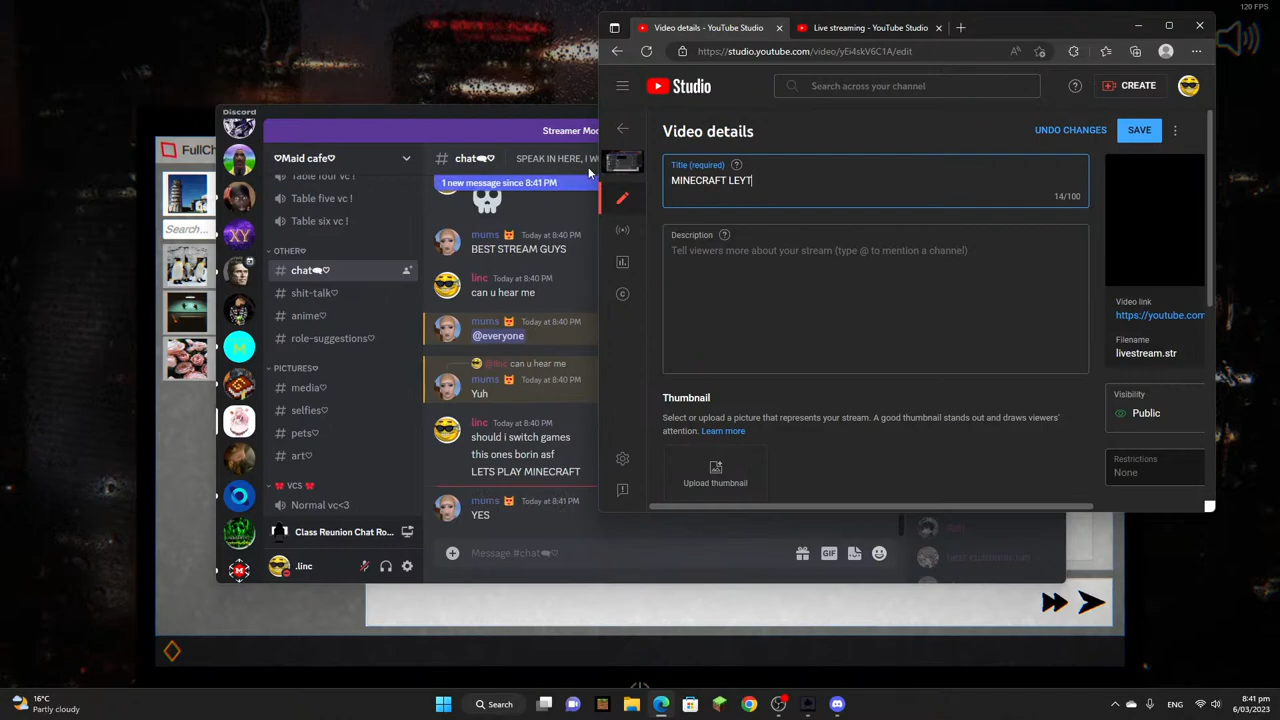 120 FPS
Video details - YouTube Studio
Live streaming - YouTube Studio
https://studio.youtube.com/video/yEi4skV6C1A/edit
Studio
Search across your channel
CREATE
Video details
UNDO CHANGES
SAVE
Title (required)
MINECRAFT LEYT
14/100
Description
Tell viewers more about your stream (type @ to mention a channel)
Video link
https://youtube.com
Filename
livestream.str
Thumbnail
Select or upload a picture that represents your stream. A good thumbnail stands out and draws viewers'
attention. Learn more
Upload thumbnail
Visibility
Public
Restrictions
None
Discord
Streamer Mod
♡Maid cafe♡
chat🗨♡
SPEAK IN HERE, I W
1 new message since 8:41 PM
Table four vc !
Table five vc !
Table six vc !
OTHER♡
chat🗨♡
shit-talk♡
anime♡
role-suggestions♡
PICTURES♡
media♡
selfies♡
pets♡
art♡
VCS
Normal vc<3
Class Reunion Chat Ro...
.linc
mums Today at 8:40 PM
BEST STREAM GUYS
linc Today at 8:40 PM
can u hear me
mums Today at 8:40 PM
@everyone
@linc can u hear me
mums Today at 8:40 PM
Yuh
linc Today at 8:40 PM
should i switch games
this ones borin asf
LETS PLAY MINECRAFT
mums Today at 8:41 PM
YES
Message #chat🗨♡
GIF
XY
M
FullCh
Search...
16°C
Partly cloudy
Search
ENG
8:41 pm
6/03/2023